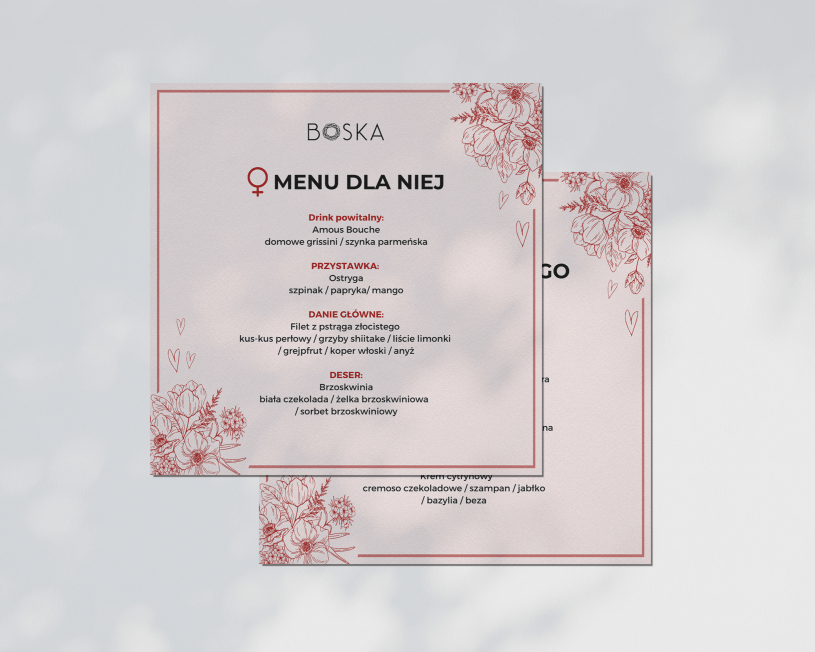 BOSKA
MENU DLA NIEJ
Drink powitalny:
Amous Bouche
domowe grissini / szynka parmeńska
PRZYSTAWKA:
Ostryga
szpinak / papryka/ mango
DANIE GŁÓWNE:
Filet z pstrąga złocistego
kus-kus perłowy / grzyby shiitake / liście limonki
/ grejpfrut / koper włoski / anyż
DESER:
Brzoskwinia
biała czekolada / żelka brzoskwiniowa
/ sorbet brzoskwiniowy
GO
ra
na
Krem cytrynowy
cremoso czekoladowe / szampan / jabłko
/ bazylia / beza